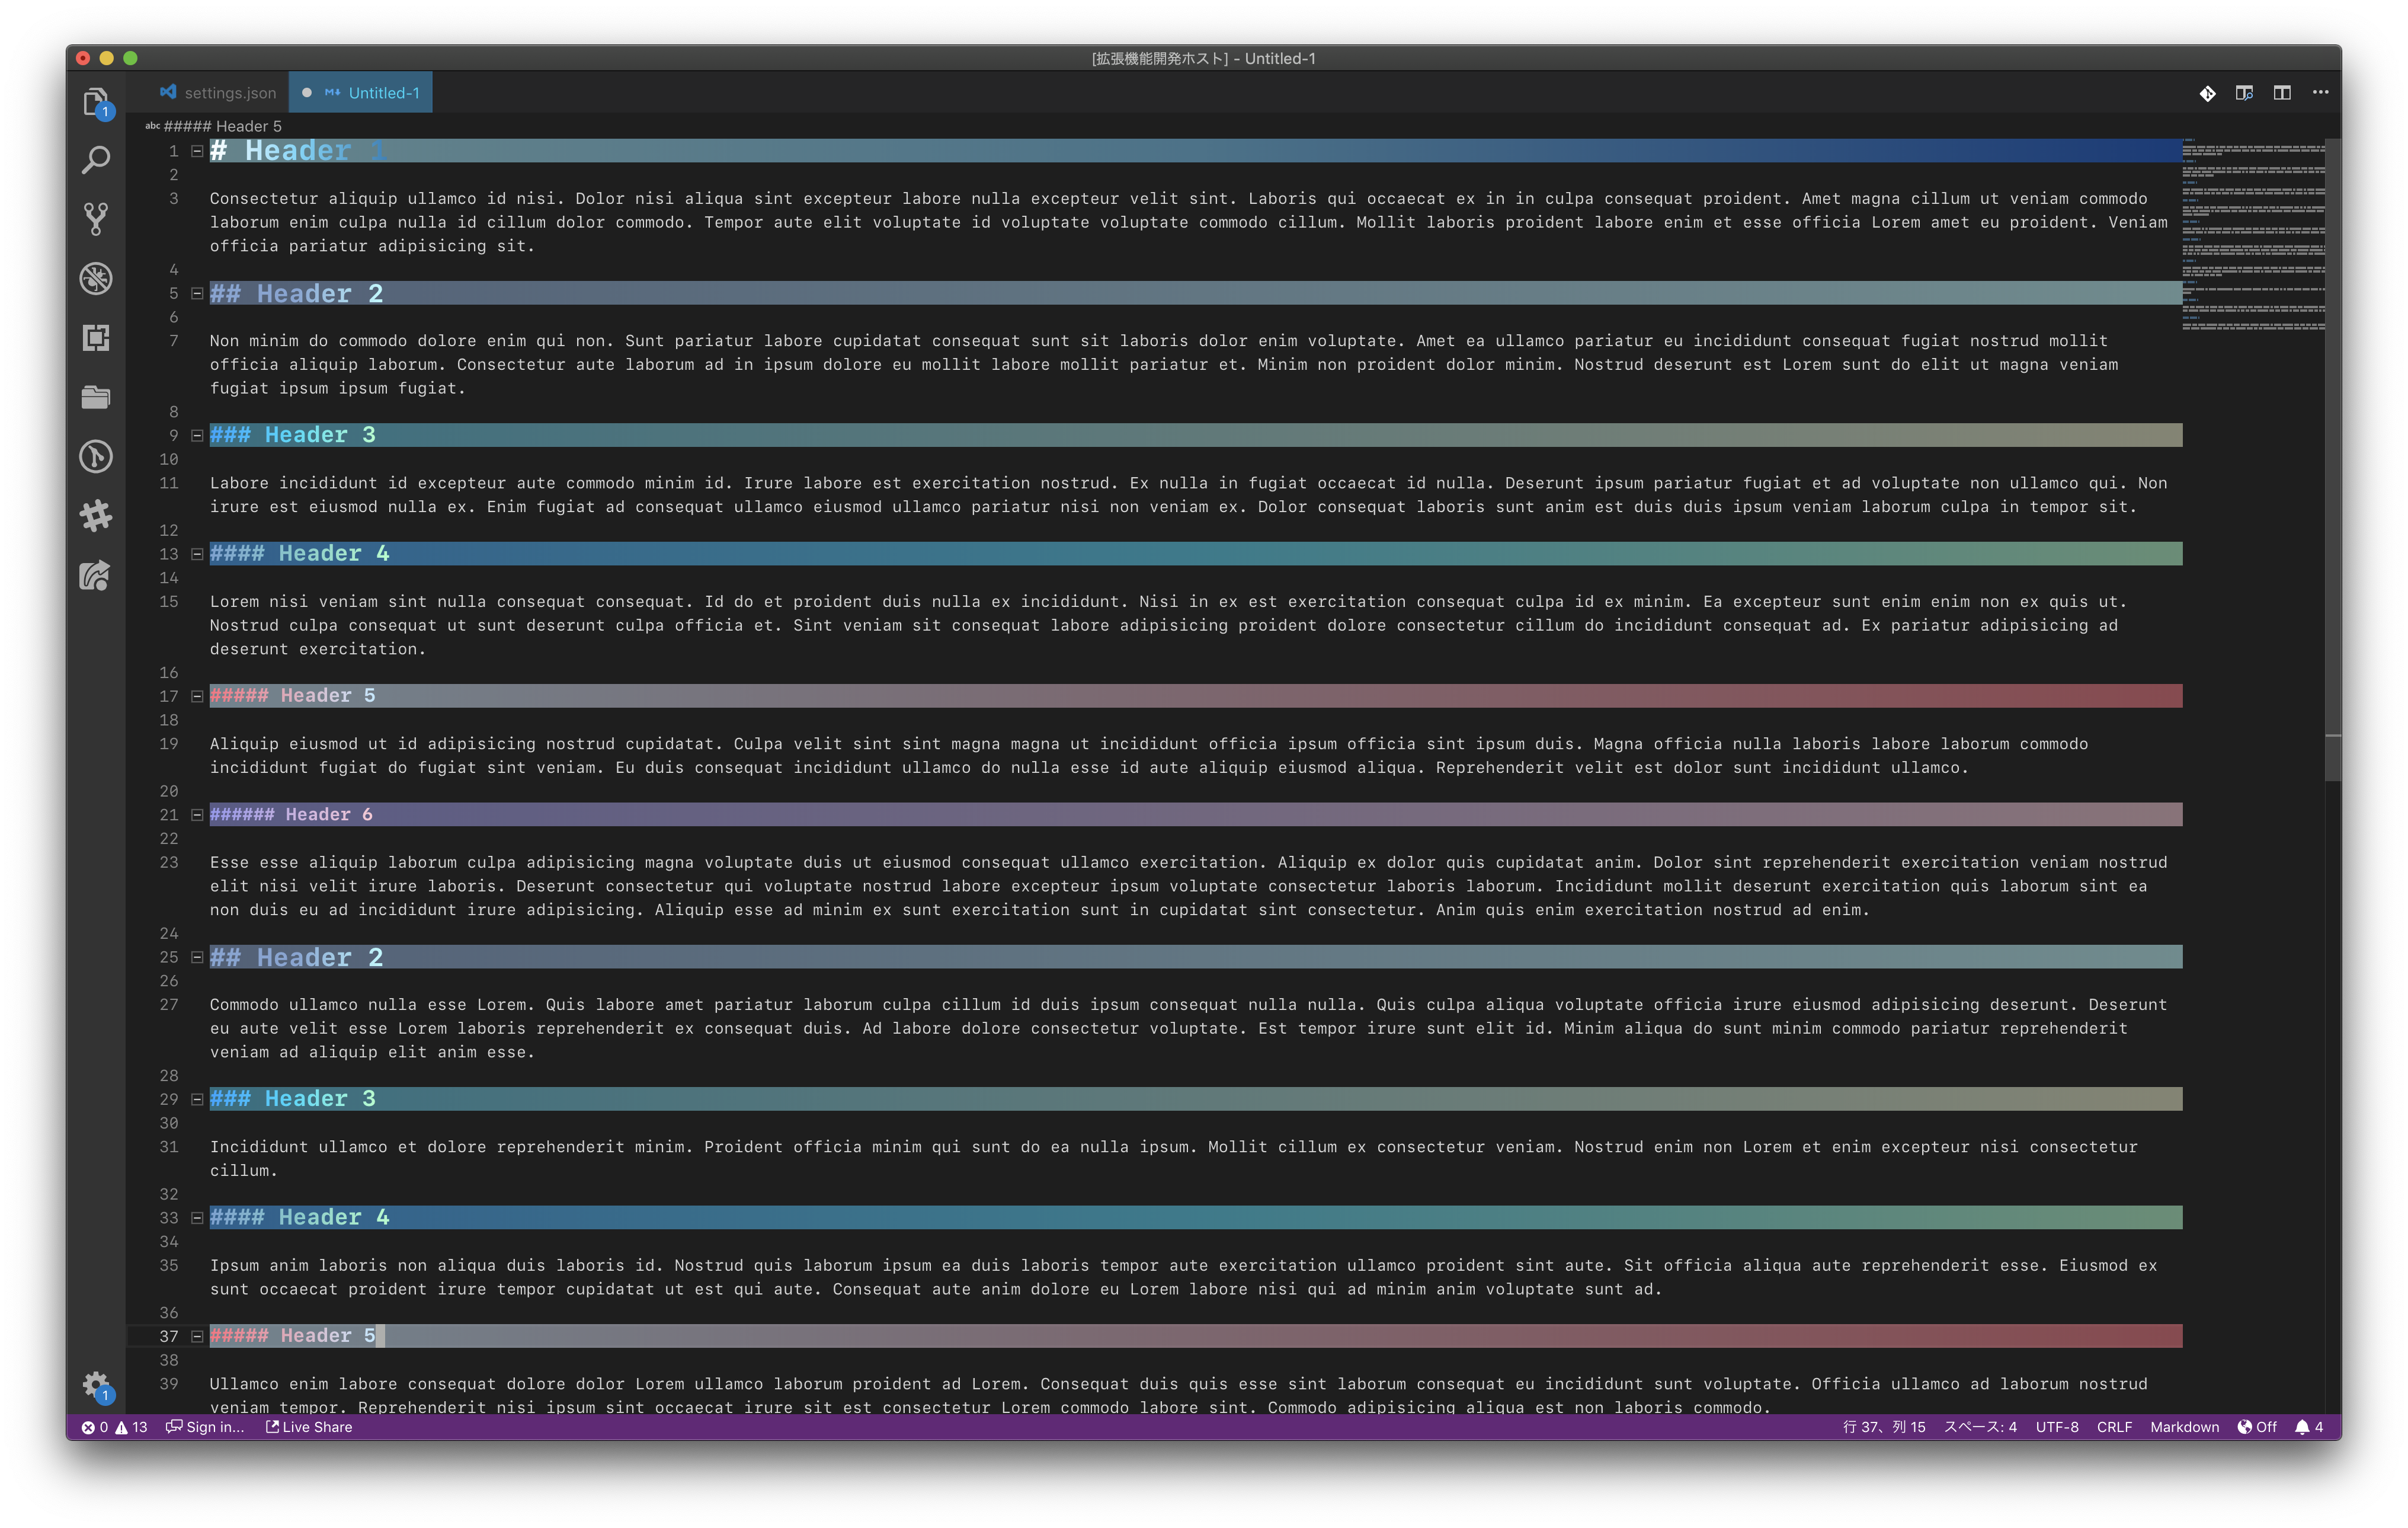 [拡張機能開発ホスト] - Untitled-1
settings.json
Untitled-1
1
abc ##### Header 5
1 # Header 1
2
3 Consectetur aliquip ullamco id nisi. Dolor nisi aliqua sint excepteur labore nulla excepteur velit sint. Laboris qui occaecat ex in in culpa consequat proident. Amet magna cillum ut veniam commodo
laborum enim culpa nulla id cillum dolor commodo. Tempor aute elit voluptate id voluptate voluptate commodo cillum. Mollit laboris proident labore enim et esse officia Lorem amet eu proident. Veniam
officia pariatur adipisicing sit.
4
5 ## Header 2
6
7 Non minim do commodo dolore enim qui non. Sunt pariatur labore cupidatat consequat sunt sit laboris dolor enim voluptate. Amet ea ullamco pariatur eu incididunt consequat fugiat nostrud mollit
officia aliquip laborum. Consectetur aute laborum ad in ipsum dolore eu mollit labore mollit pariatur et. Minim non proident dolor minim. Nostrud deserunt est Lorem sunt do elit ut magna veniam
fugiat ipsum ipsum fugiat.
8
9 ### Header 3
10
11 Labore incididunt id excepteur aute commodo minim id. Irure labore est exercitation nostrud. Ex nulla in fugiat occaecat id nulla. Deserunt ipsum pariatur fugiat et ad voluptate non ullamco qui. Non
irure est eiusmod nulla ex. Enim fugiat ad consequat ullamco eiusmod ullamco pariatur nisi non veniam ex. Dolor consequat laboris sunt anim est duis duis ipsum veniam laborum culpa in tempor sit.
12
13 #### Header 4
14
15 Lorem nisi veniam sint nulla consequat consequat. Id do et proident duis nulla ex incididunt. Nisi in ex est exercitation consequat culpa id ex minim. Ea excepteur sunt enim enim non ex quis ut.
Nostrud culpa consequat ut sunt deserunt culpa officia et. Sint veniam sit consequat labore adipisicing proident dolore consectetur cillum do incididunt consequat ad. Ex pariatur adipisicing ad
deserunt exercitation.
16
17 ##### Header 5
18
19 Aliquip eiusmod ut id adipisicing nostrud cupidatat. Culpa velit sint sint magna magna ut incididunt officia ipsum officia sint ipsum duis. Magna officia nulla laboris labore laborum commodo
incididunt fugiat do fugiat sint veniam. Eu duis consequat incididunt ullamco do nulla esse id aute aliquip eiusmod aliqua. Reprehenderit velit est dolor sunt incididunt ullamco.
20
21 ###### Header 6
22
23 Esse esse aliquip laborum culpa adipisicing magna voluptate duis ut eiusmod consequat ullamco exercitation. Aliquip ex dolor quis cupidatat anim. Dolor sint reprehenderit exercitation veniam nostrud
elit nisi velit irure laboris. Deserunt consectetur qui voluptate nostrud labore excepteur ipsum voluptate consectetur laboris laborum. Incididunt mollit deserunt exercitation quis laborum sint ea
non duis eu ad incididunt irure adipisicing. Aliquip esse ad minim ex sunt exercitation sunt in cupidatat sint consectetur. Anim quis enim exercitation nostrud ad enim.
24
25 ## Header 2
26
27 Commodo ullamco nulla esse Lorem. Quis labore amet pariatur laborum culpa cillum id duis ipsum consequat nulla nulla. Quis culpa aliqua voluptate officia irure eiusmod adipisicing deserunt. Deserunt
eu aute velit esse Lorem laboris reprehenderit ex consequat duis. Ad labore dolore consectetur voluptate. Est tempor irure sunt elit id. Minim aliqua do sunt minim commodo pariatur reprehenderit
veniam ad aliquip elit anim esse.
28
29 ### Header 3
30
31 Incididunt ullamco et dolore reprehenderit minim. Proident officia minim qui sunt do ea nulla ipsum. Mollit cillum ex consectetur veniam. Nostrud enim non Lorem et enim excepteur nisi consectetur
cillum.
32
33 #### Header 4
34
35 Ipsum anim laboris non aliqua duis laboris id. Nostrud quis laborum ipsum ea duis laboris tempor aute exercitation ullamco proident sint aute. Sit officia aliqua aute reprehenderit esse. Eiusmod ex
sunt occaecat proident irure tempor cupidatat ut est qui aute. Consequat aute anim dolore eu Lorem labore nisi qui ad minim anim voluptate sunt ad.
36
37 ##### Header 5
38
39 Ullamco enim labore consequat dolore dolor Lorem ullamco laborum proident ad Lorem. Consequat duis quis esse sint laborum consequat eu incididunt sunt voluptate. Officia ullamco ad laborum nostrud
veniam tempor. Reprehenderit nisi ipsum sint occaecat irure sit est consectetur Lorem commodo labore sint. Commodo adipisicing aliqua est non laboris commodo.
1
0 13 Sign in... Live Share 行 37、列 15 スペース: 4 UTF-8 CRLF Markdown Off 4